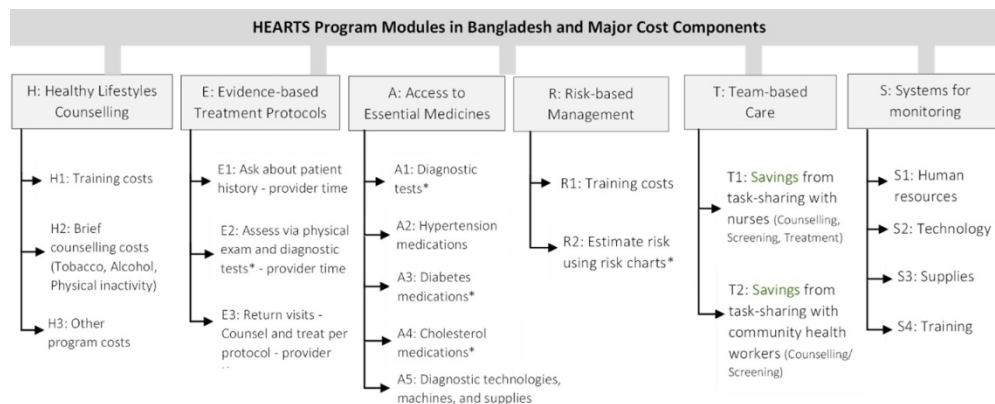 HEARTS Program Modules in Bangladesh and Major Cost Components
H: Healthy Lifestyles
Counselling
H1: Training costs
H2: Brief
counselling costs
(Tobacco, Alcohol,
Physical inactivity)
H3: Other
program costs
E: Evidence-based
Treatment Protocols
E1: Ask about patient
history - provider time
E2: Assess via physical
exam and diagnostic
tests* - provider time
E3: Return visits -
Counsel and treat per
protocol - provider
A: Access to
Essential Medicines
A1: Diagnostic
tests*
A2: Hypertension
medications
A3: Diabetes
medications*
A4: Cholesterol
medications*
A5: Diagnostic technologies,
machines, and supplies
R: Risk-based
Management
R1: Training costs
R2: Estimate risk
using risk charts*
T: Team-based
Care
T1: Savings from
task-sharing with
nurses (Counselling,
Screening, Treatment)
T2: Savings from
task-sharing with
community health
workers (Counselling/
Screening)
S: Systems for
monitoring
S1: Human
resources
S2: Technology
S3: Supplies
S4: Training